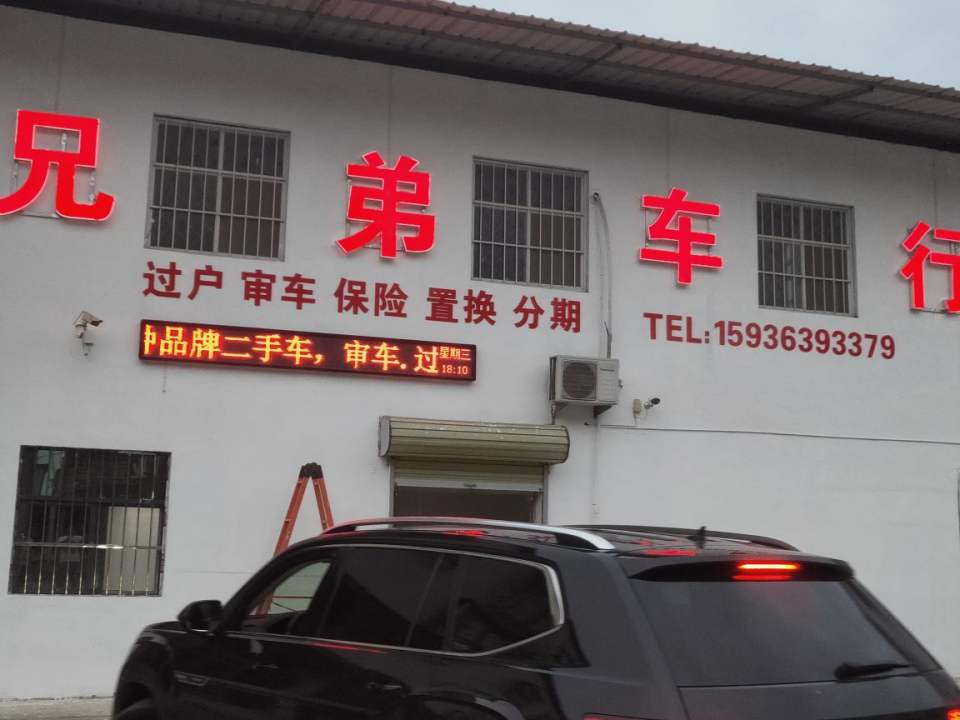 兄弟车行
过户 审车 保险 置换 分期
TEL:15936393379
种品牌二手车，审车.过
星期三
18:10